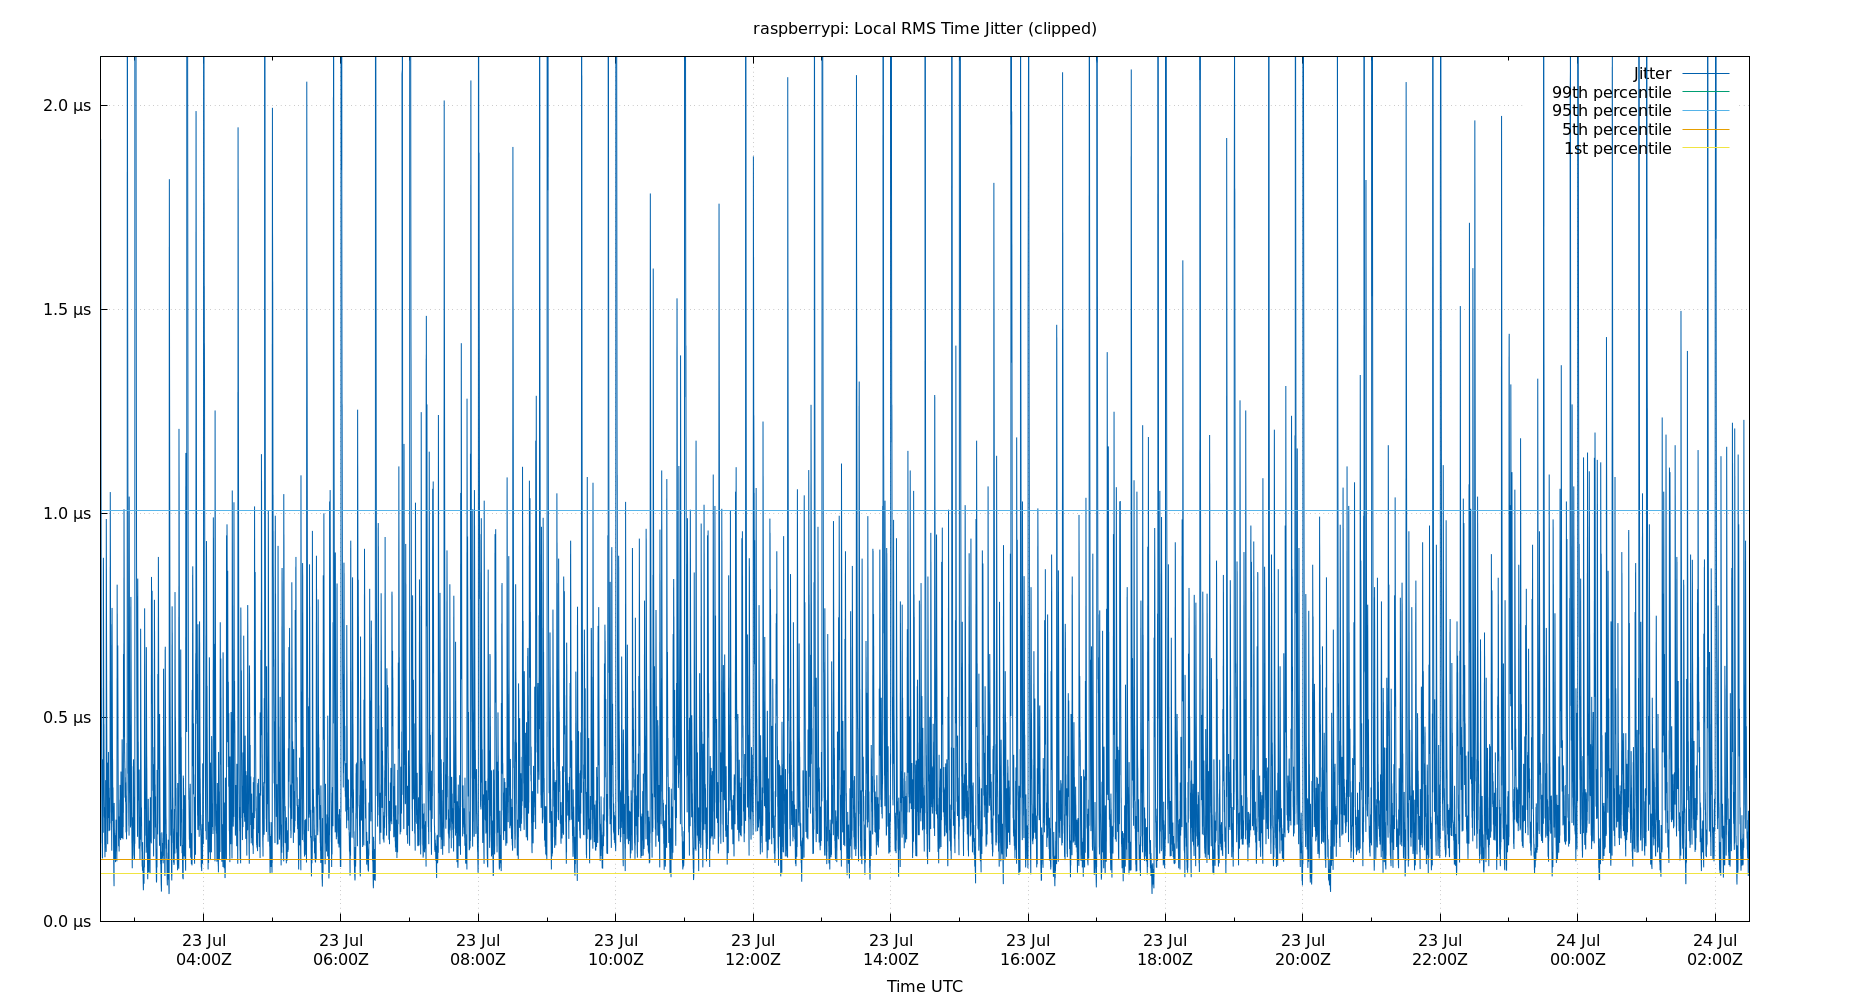 raspberrypi: Local RMS Time Jitter (clipped)
Jitter
99th percentile
95th percentile
5th percentile
1st percentile
2.0 µs
1.5 µs
1.0 µs
0.5 µs
0.0 µs
23 Jul 23 Jul 23 Jul 23 Jul 23 Jul 23 Jul 23 Jul 23 Jul 23 Jul 23 Jul 24 Jul 24 Jul
04:00Z 06:00Z 08:00Z 10:00Z 12:00Z 14:00Z 16:00Z 18:00Z 20:00Z 22:00Z 00:00Z 02:00Z
Time UTC